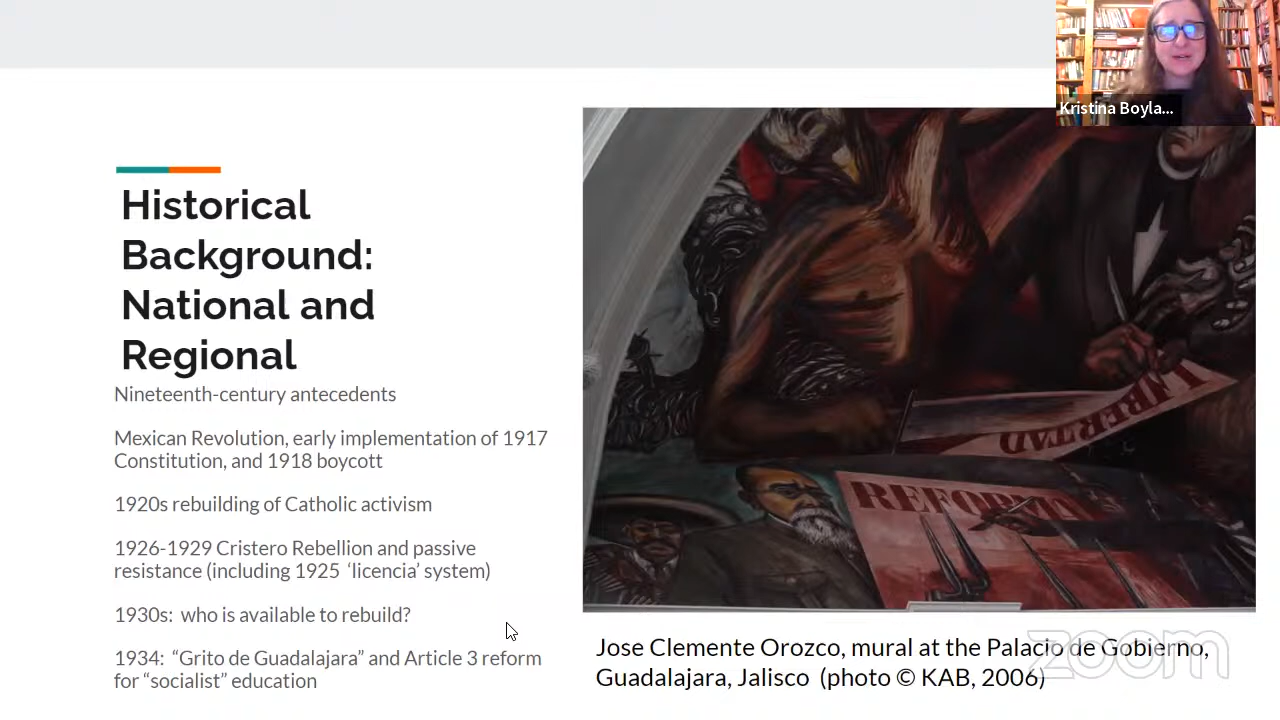 Kristina Boyla...
Historical
Background:
National and
Regional
Nineteenth-century antecedents
Mexican Revolution, early implementation of 1917
Constitution, and 1918 boycott
1920s rebuilding of Catholic activism
1926-1929 Cristero Rebellion and passive
resistance (including 1925 ‘licencia’ system)
1930s: who is available to rebuild?
1934: “Grito de Guadalajara” and Article 3 reform
for “socialist” education
LIBERTAD
REFORMA
Jose Clemente Orozco, mural at the Palacio de Gobierno,
Guadalajara, Jalisco (photo © KAB, 2006)
zoom